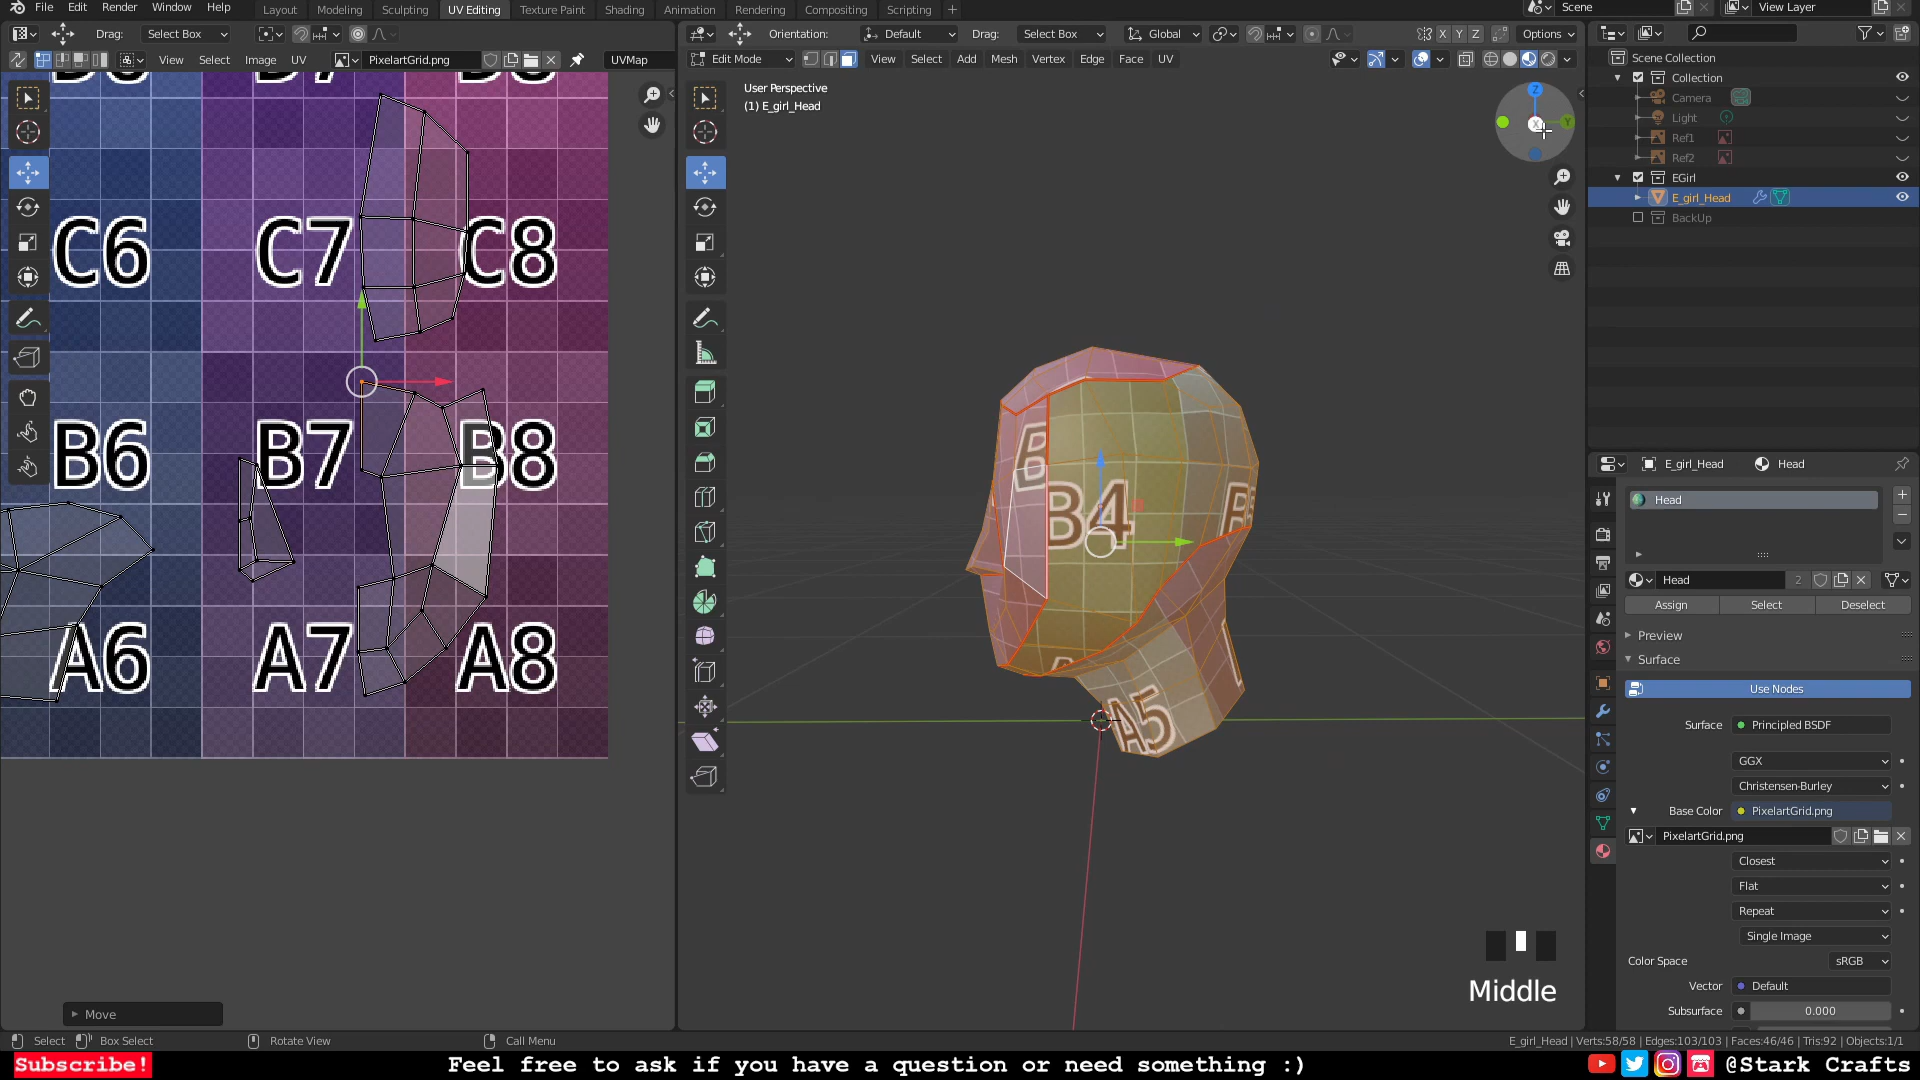 File Edit Render Window Help Layout Modeling Sculpting UV Editing Texture Paint Shading Animation Rendering Compositing Scripting + Scene View Layer
Drag: Select Box Orientation: Default Drag: Select Box Global X Y Z Options
View Select Image UV PixelartGrid.png UVMap Edit Mode View Select Add Mesh Vertex Edge Face UV
Scene Collection
Collection
Camera
Light
Ref1
Ref2
EGirl
E_girl_Head
BackUp
User Perspective
(1) E_girl_Head
Z
X
Y
C6 C7 C8
B6 B7 B8
A6 A7 A8
B
B4
A5
E_girl_Head Head
Head
Head 2
Assign Select Deselect
Preview
Surface
Use Nodes
Surface Principled BSDF
GGX
Christensen-Burley
Base Color PixelartGrid.png
PixelartGrid.png
Closest
Flat
Repeat
Single Image
Color Space sRGB
Vector Default
Subsurface 0.000
Middle
Move
Select Box Select Rotate View Call Menu E_girl_Head | Verts:58/58 | Edges:103/103 | Faces:46/46 | Tris:92 | Objects:1/1
Subscribe! Feel free to ask if you have a question or need something :) @Stark Crafts